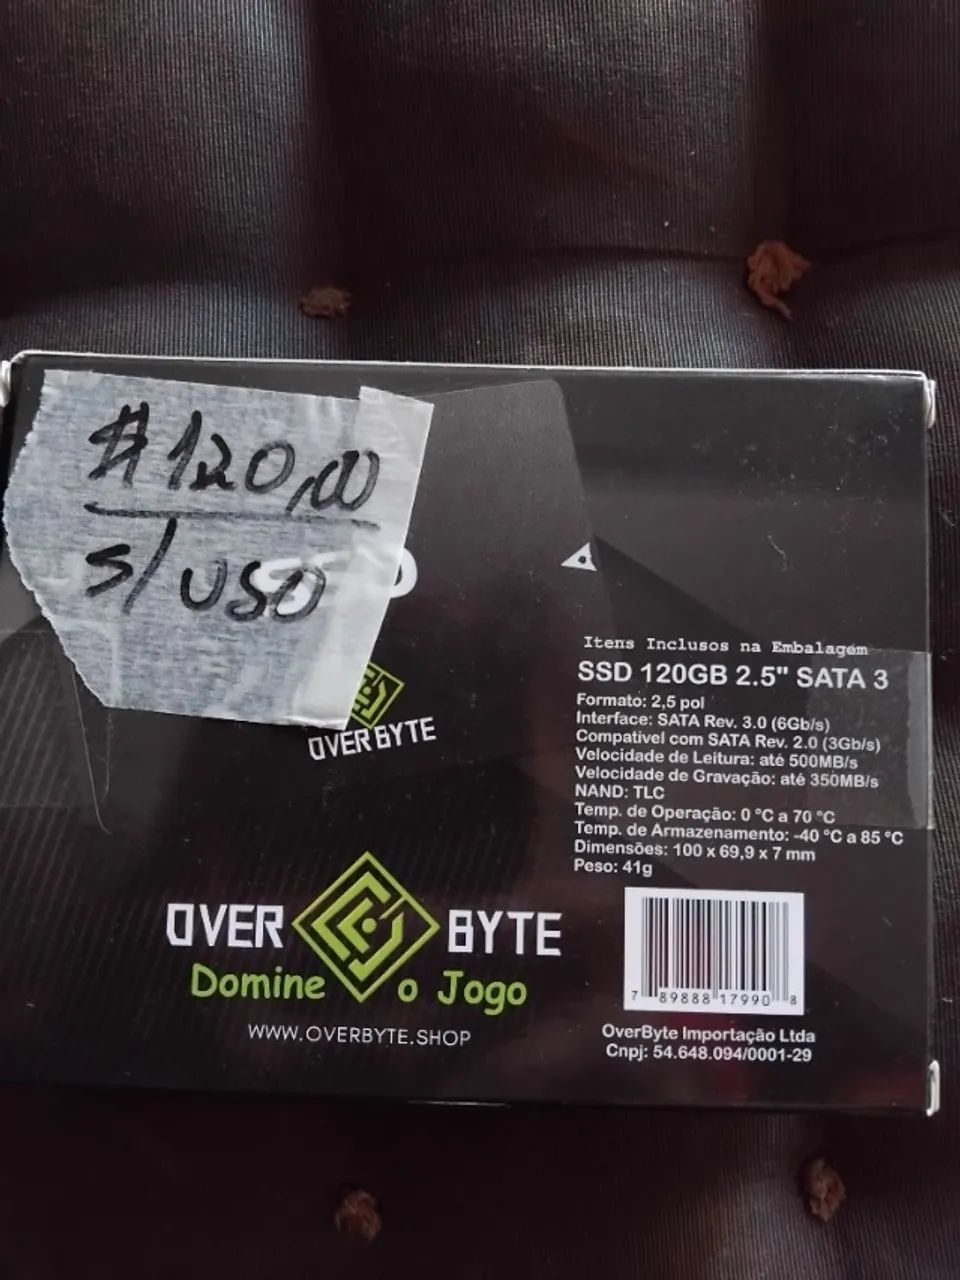 $120,00
s/ USO
OVERBYTE
Itens Inclusos na Embalagem
SSD 120GB 2.5" SATA 3
Formato: 2,5 pol
Interface: SATA Rev. 3.0 (6Gb/s)
Compatível com SATA Rev. 2.0 (3Gb/s)
Velocidade de Leitura: até 500MB/s
Velocidade de Gravação: até 350MB/s
NAND: TLC
Temp. de Operação: 0 °C a 70 °C
Temp. de Armazenamento: -40 °C a 85 °C
Dimensões: 100 x 69,9 x 7 mm
Peso: 41g
OVER BYTE
Domine o Jogo
WWW.OVERBYTE.SHOP
7 89888 17990 8
OverByte Importação Ltda
Cnpj: 54.648.094/0001-29